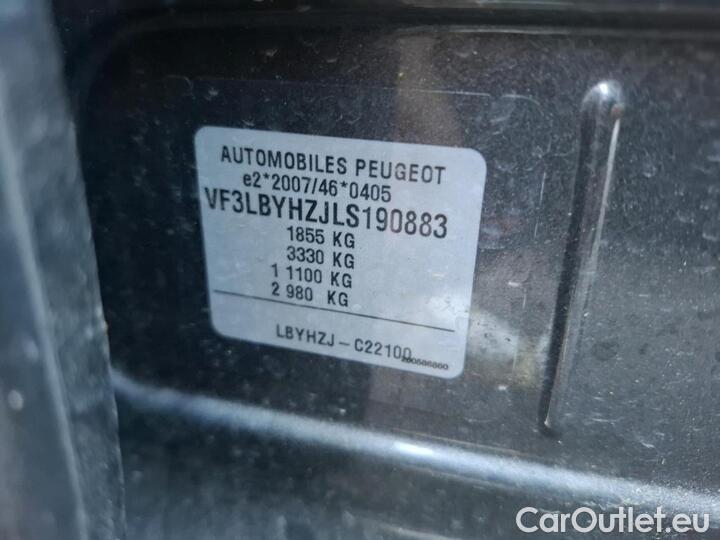 AUTOMOBILES PEUGEOT
e2*2007/46*0405
VF3LBYHZJLS190883
1855 KG
3330 KG
1 1100 KG
2 980 KG
LBYHZJ-C22100
CarOutlet.eu